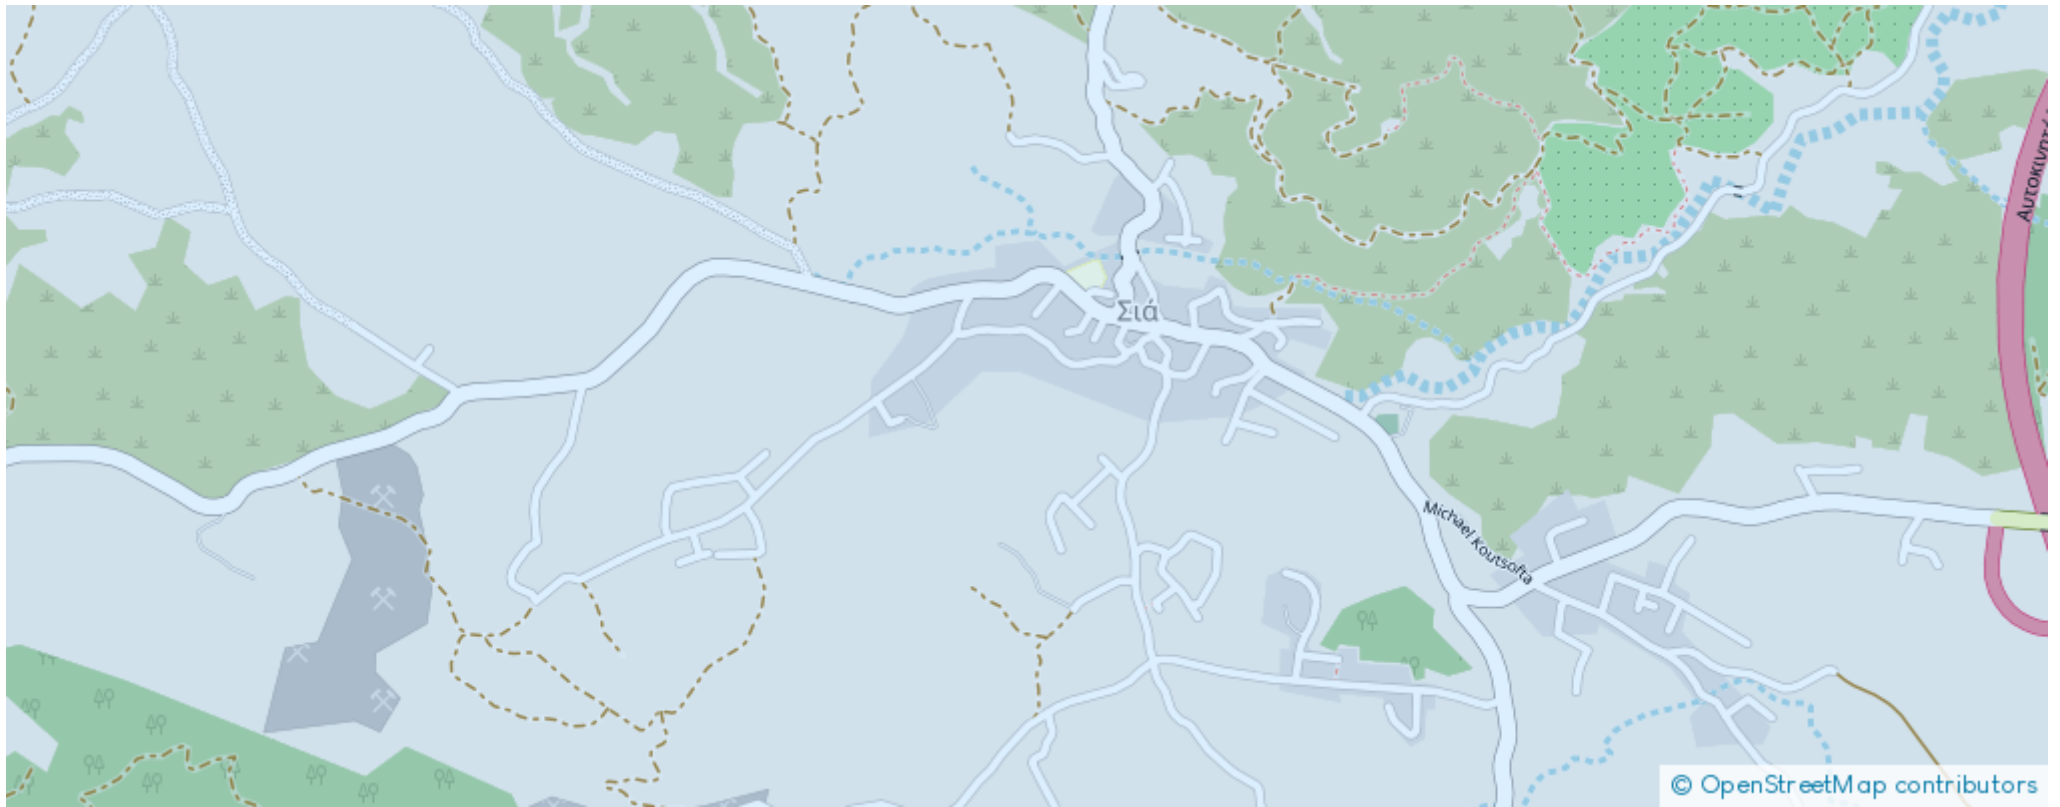 Σιά
Michael Koutsofta
© OpenStreetMap contributors